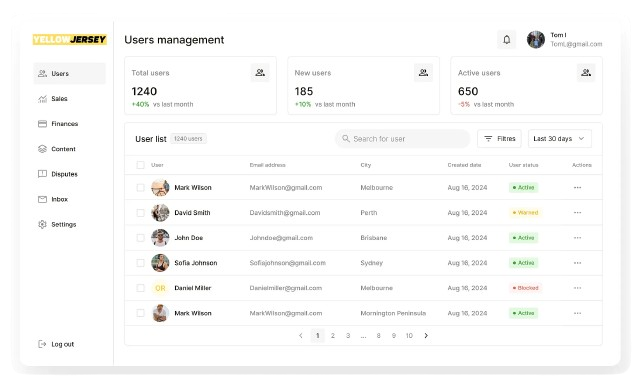 YELLOWJERSEY
Users management
Tom I
TomL@gmail.com
Users
Sales
Finances
Content
Disputes
Inbox
Settings
Log out
Total users
1240
+40% vs last month
New users
185
+10% vs last month
Active users
650
-5% vs last month
User list 1240 users
Search for user
Filtres
Last 30 days
User Email address City Created date User status Actions
Mark Wilson MarkWilson@gmail.com Melbourne Aug 16, 2024 Active
David Smith Davidsmith@gmail.com Perth Aug 16, 2024 Warned
John Doe Johndoe@gmail.com Brisbane Aug 16, 2024 Active
Sofia Johnson Sofiajohnson@gmail.com Sydney Aug 16, 2024 Active
OR Daniel Miller Danielmiller@gmail.com Melbourne Aug 16, 2024 Blocked
Mark Wilson MarkWilson@gmail.com Mornington Peninsula Aug 16, 2024 Active
< 1 2 3 ... 8 9 10 >